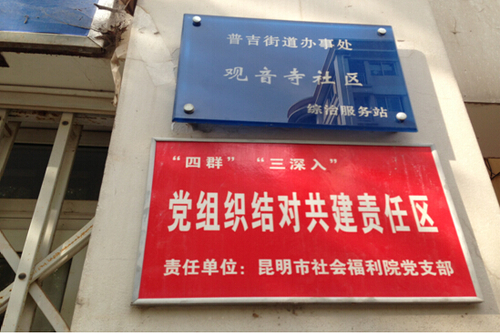 普吉街道办事处
观音寺社区
综治服务站
“四群” “三深入”
党组织结对共建责任区
责任单位：昆明市社会福利院党支部